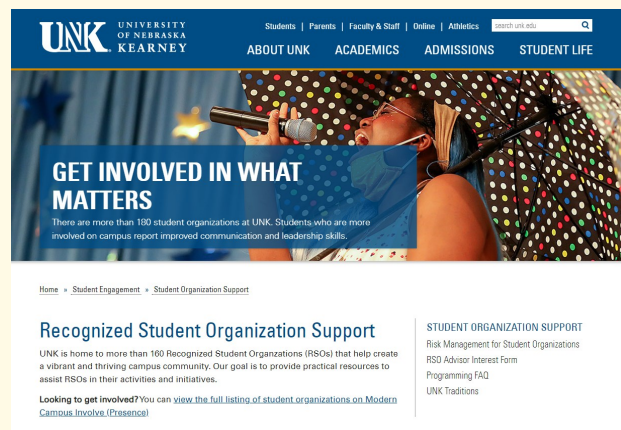 UNK UNIVERSITY
OF NEBRASKA
KEARNEY
Students | Parents | Faculty & Staff | Online | Athletics search unk.edu
ABOUT UNK ACADEMICS ADMISSIONS STUDENT LIFE
GET INVOLVED IN WHAT
MATTERS
There are more than 180 student organizations at UNK. Students who are more
involved on campus report improved communication and leadership skills.
Home » Student Engagement » Student Organization Support
Recognized Student Organization Support
UNK is home to more than 160 Recognized Student Organzations (RSOs) that help create
a vibrant and thriving campus community. Our goal is to provide practical resources to
assist RSOs in their activities and initiatives.
Looking to get involved? You can view the full listing of student organizations on Modern
Campus Involve (Presence)
STUDENT ORGANIZATION SUPPORT
Risk Management for Student Organizations
RSO Advisor Interest Form
Programming FAQ
UNK Traditions